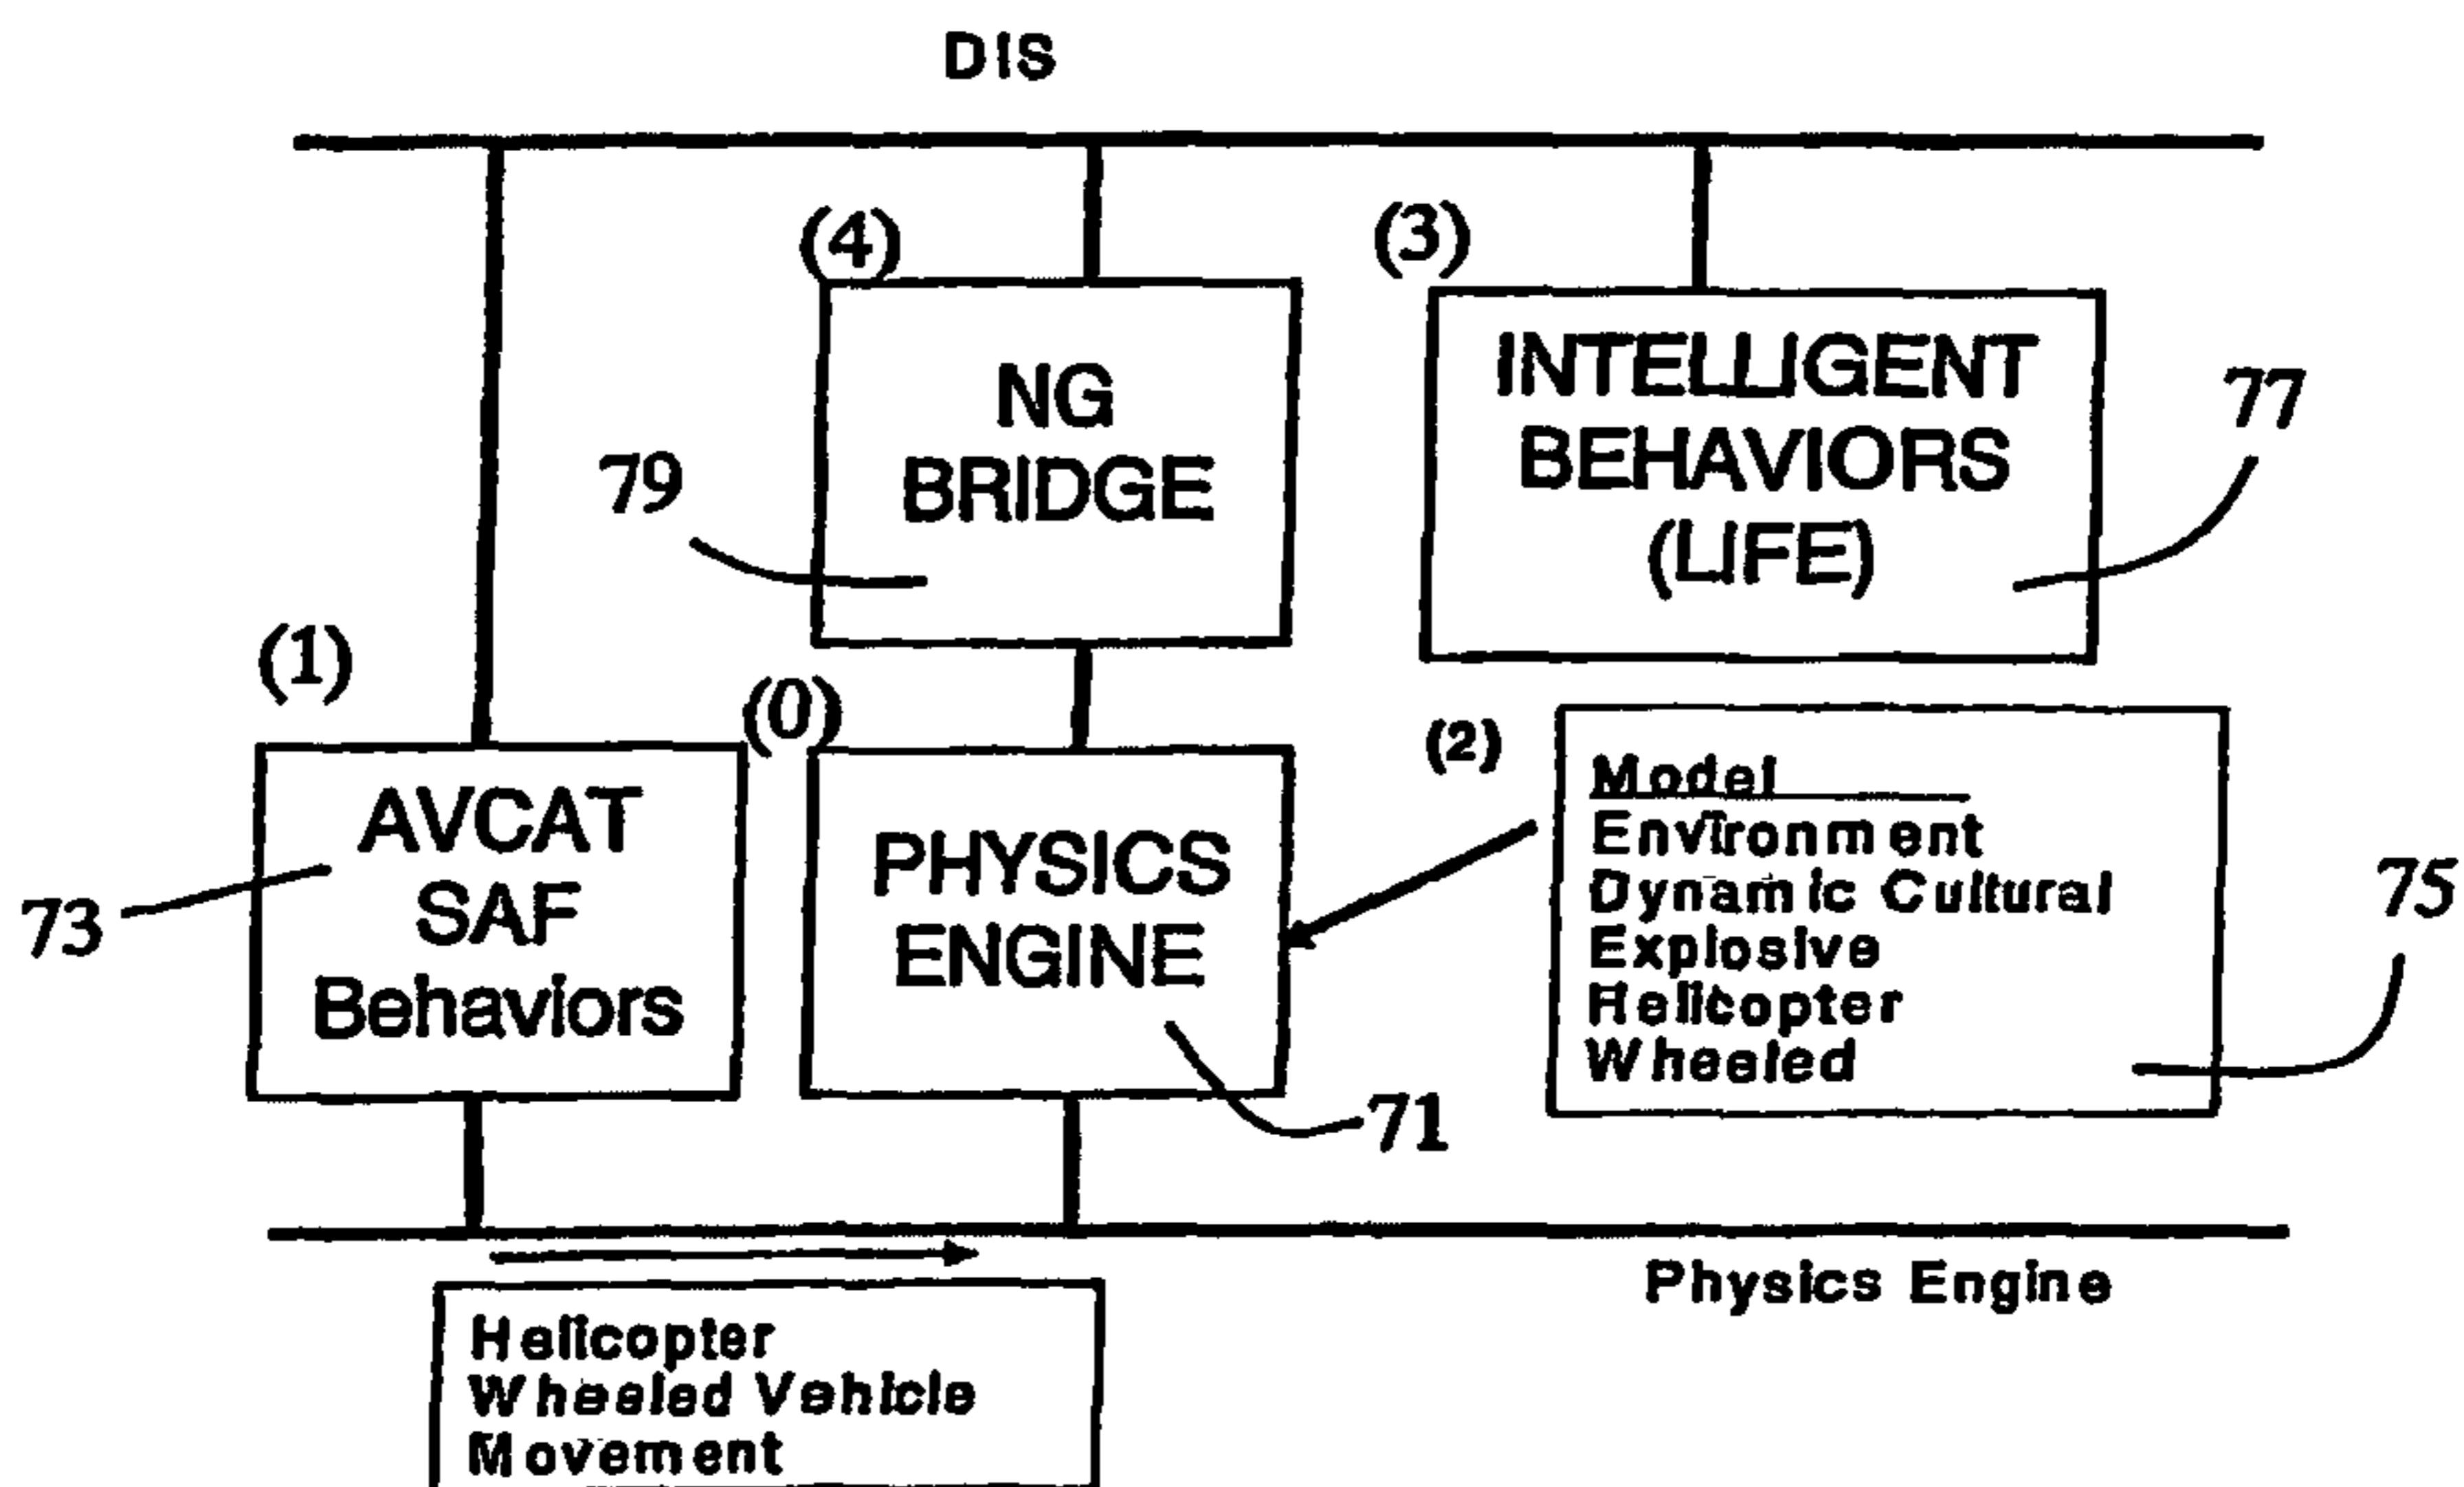 DIS
(4)
(3)
NG
BRIDGE
79
INTELLIGENT
BEHAVIORS
(LIFE)
77
(1)
(0)
(2)
AVCAT
SAF
Behaviors
73
PHYSICS
ENGINE
71
Model
Environment
Dynamic Cultural
Explosive
Helicopter
Wheeled
75
Physics Engine
Helicopter
Wheeled Vehicle
Movement